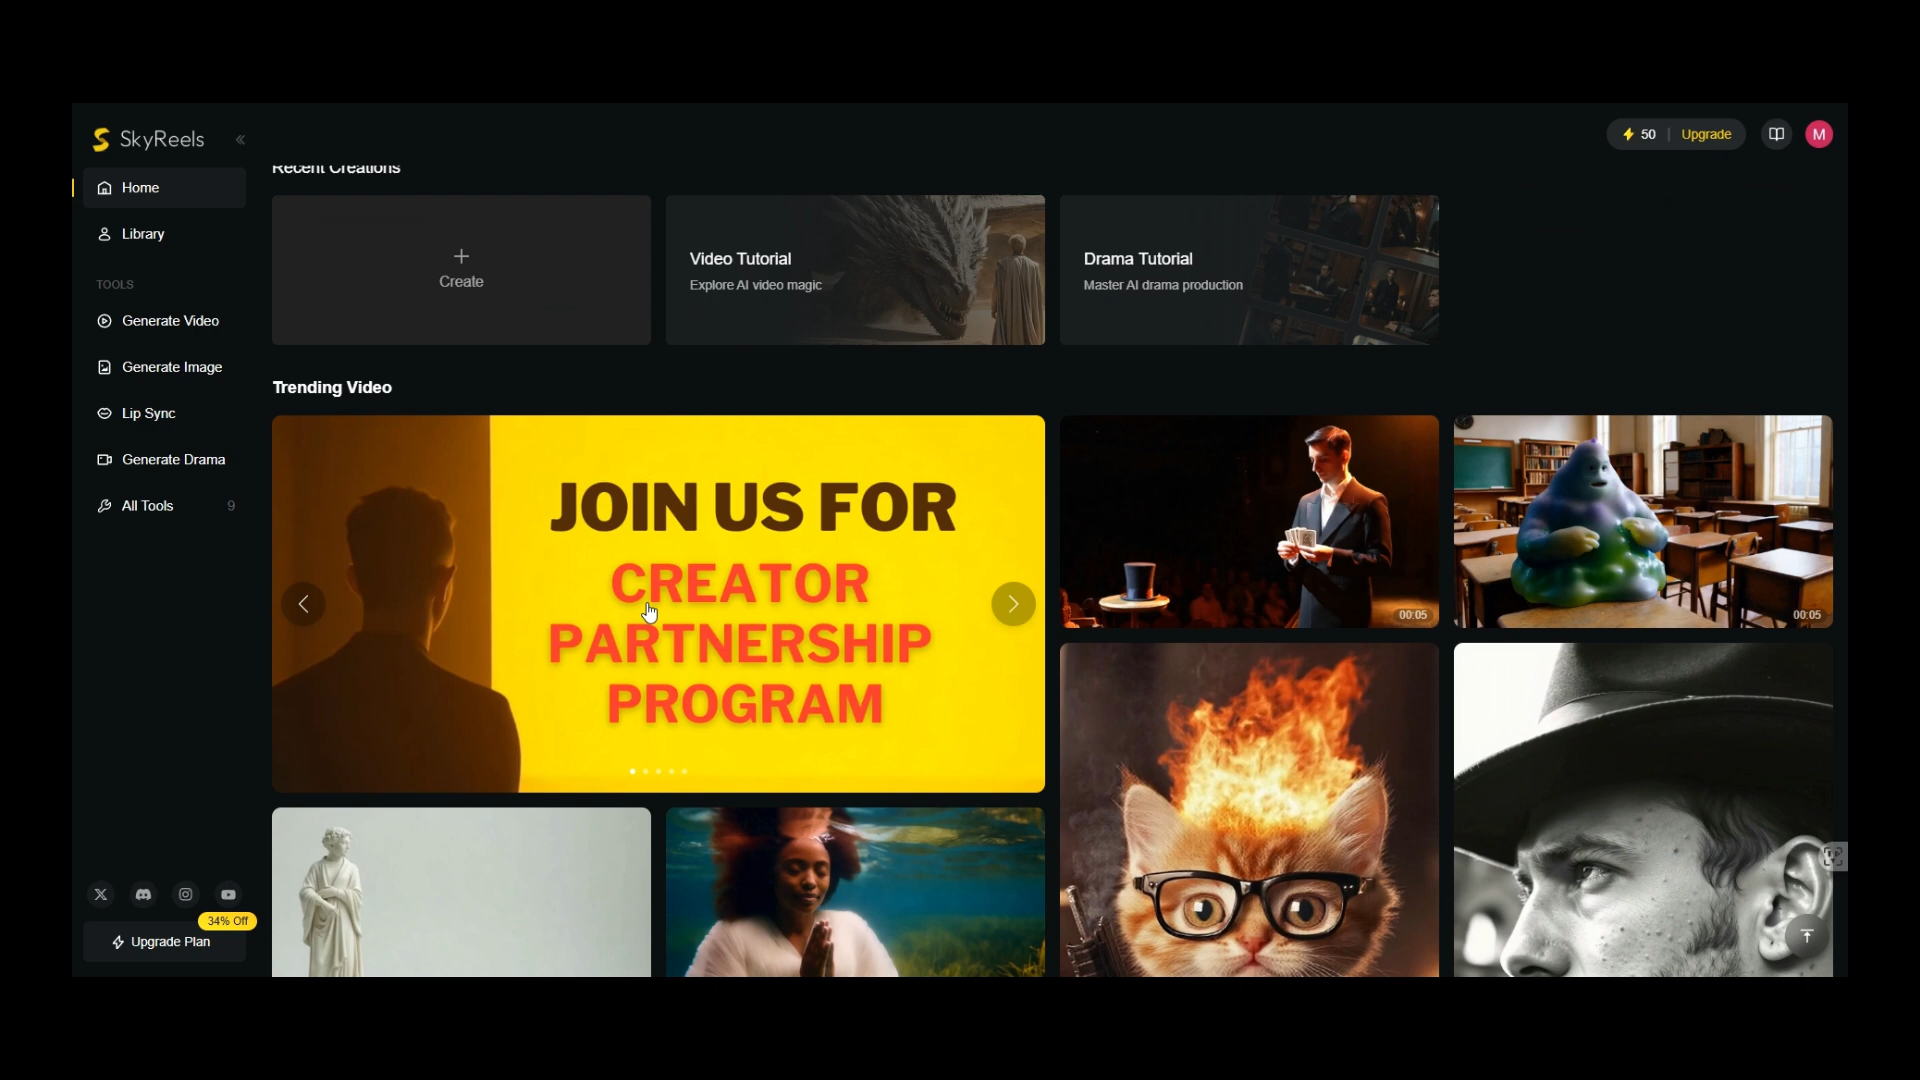 SkyReels
50 | Upgrade
M
Home
Library
TOOLS
Generate Video
Generate Image
Lip Sync
Generate Drama
All Tools 9
34% Off
Upgrade Plan
Recent Creations
Create
Video Tutorial
Explore AI video magic
Drama Tutorial
Master AI drama production
Trending Video
JOIN US FOR
CREATOR
PARTNERSHIP
PROGRAM
00:05
00:05